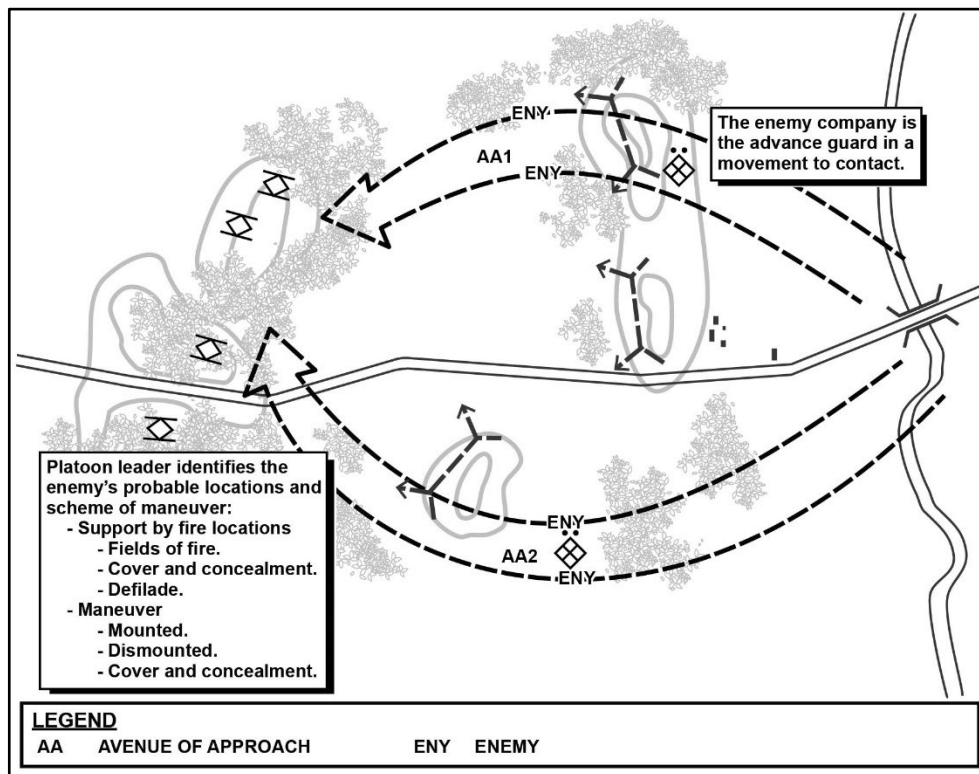 ENY
AA1
ENY
The enemy company is
the advance guard in a
movement to contact.
Platoon leader identifies the
enemy’s probable locations and
scheme of maneuver:
- Support by fire locations
- Fields of fire.
- Cover and concealment.
- Defilade.
- Maneuver
- Mounted.
- Dismounted.
- Cover and concealment.
ENY
AA2
ENY
LEGEND
AA AVENUE OF APPROACH ENY ENEMY